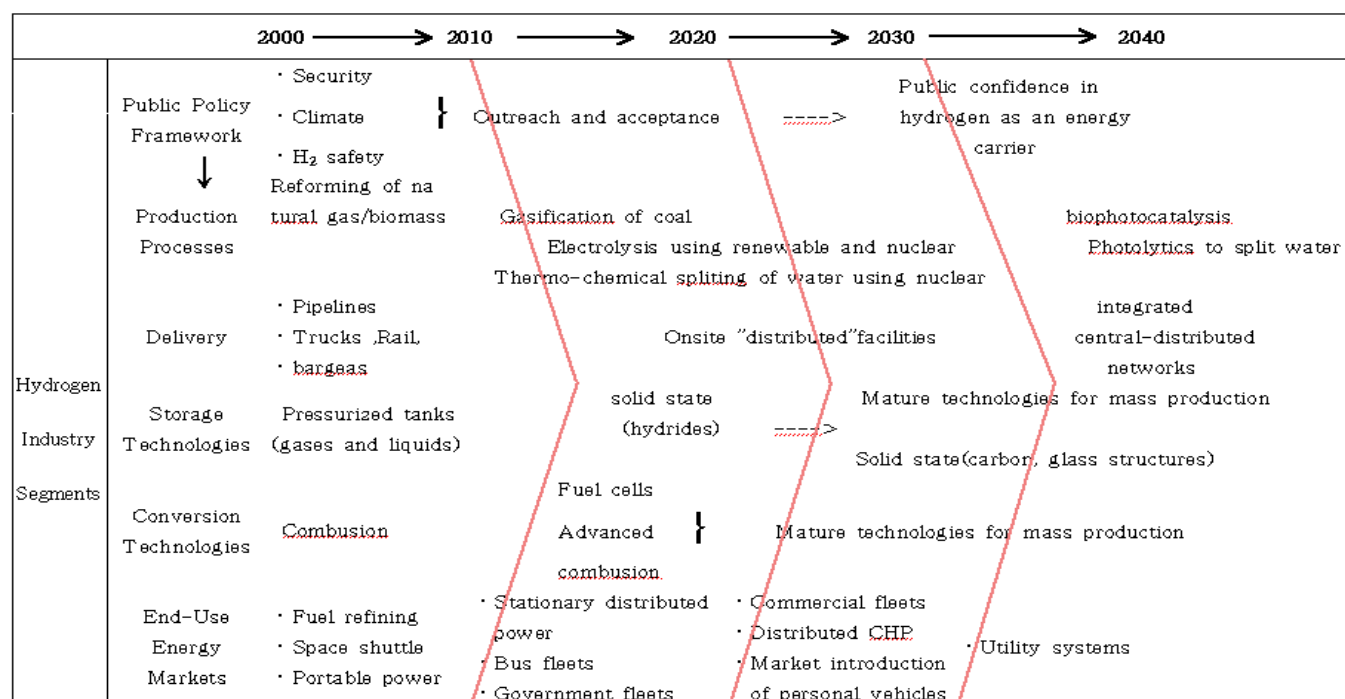 2000 2010 2020 2030 2040
Hydrogen
Industry
Segments
Public Policy
Framework
· Security
· Climate
· H₂ safety
}
Outreach and acceptance
---->
Public confidence in
hydrogen as an energy
carrier
Production
Processes
Reforming of na
tural gas/biomass
Gasification of coal
Electrolysis using renewable and nuclear
Thermo-chemical spliting of water using nuclear
biophotocatalysis
Photolytics to split water
Delivery
· Pipelines
· Trucks ,Rail,
· bargeas
Onsite "distributed"facilities
integrated
central-distributed
networks
Storage
Technologies
Pressurized tanks
(gases and liquids)
solid state
(hydrides)
---->
Mature technologies for mass production
Solid state(carbon, glass structures)
Conversion
Technologies
Combusion
Fuel cells
Advanced
combusion
}
Mature technologies for mass production
End-Use
Energy
Markets
· Fuel refining
· Space shuttle
· Portable power
· Stationary distributed
power
· Bus fleets
· Government fleets
· Commercial fleets
· Distributed CHP
· Market introduction
of personal vehicles
· Utility systems